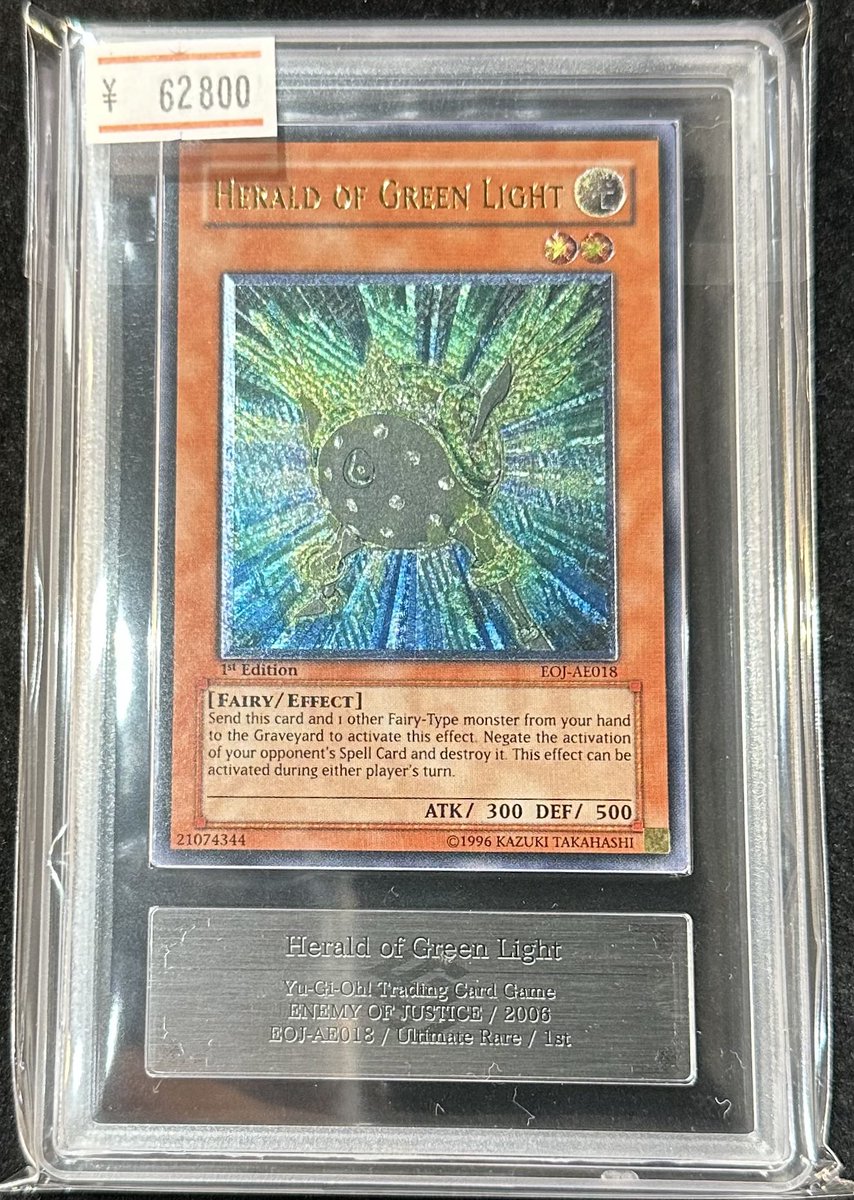 ¥ 62800
HERALD OF GREEN LIGHT
1st Edition
EOJ-AE018
[FAIRY/EFFECT]
Send this card and 1 other Fairy-Type monster from your hand
to the Graveyard to activate this effect. Negate the activation
of your opponent's Spell Card and destroy it. This effect can be
activated during either player's turn.
ATK/ 300 DEF/ 500
21074344
©1996 KAZUKI TAKAHASHI
Herald of Green Light
Yu-Gi-Oh! Trading Card Game
ENEMY OF JUSTICE / 2006
EOJ-AE018 / Ultimate Rare / 1st